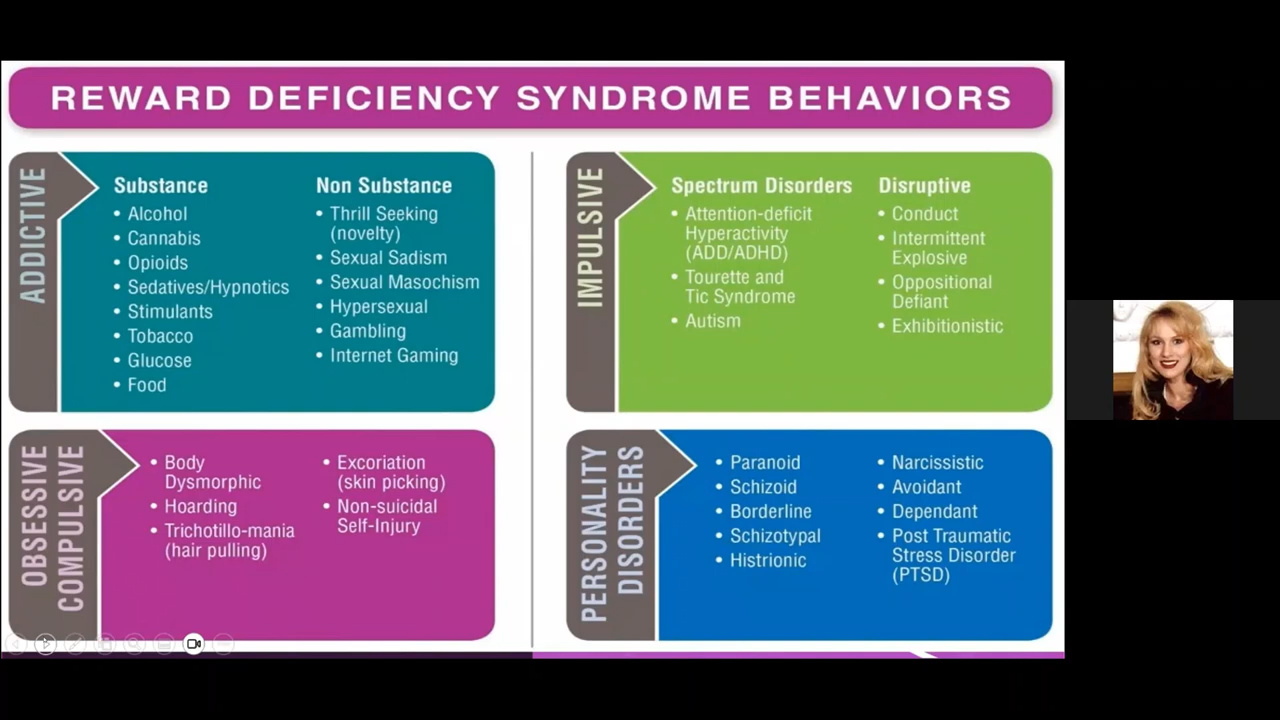 REWARD DEFICIENCY SYNDROME BEHAVIORS
ADDICTIVE
Substance
• Alcohol
• Cannabis
• Opioids
• Sedatives/Hypnotics
• Stimulants
• Tobacco
• Glucose
• Food
Non Substance
• Thrill Seeking
(novelty)
• Sexual Sadism
• Sexual Masochism
• Hypersexual
• Gambling
• Internet Gaming
IMPULSIVE
Spectrum Disorders
• Attention-deficit
Hyperactivity
(ADD/ADHD)
• Tourette and
Tic Syndrome
• Autism
Disruptive
• Conduct
• Intermittent
Explosive
• Oppositional
Defiant
• Exhibitionistic
OBSESSIVE
COMPULSIVE
• Body
Dysmorphic
• Hoarding
• Trichotillo-mania
(hair pulling)
• Excoriation
(skin picking)
• Non-suicidal
Self-Injury
PERSONALITY
DISORDERS
• Paranoid
• Schizoid
• Borderline
• Schizotypal
• Histrionic
• Narcissistic
• Avoidant
• Dependant
• Post Traumatic
Stress Disorder
(PTSD)